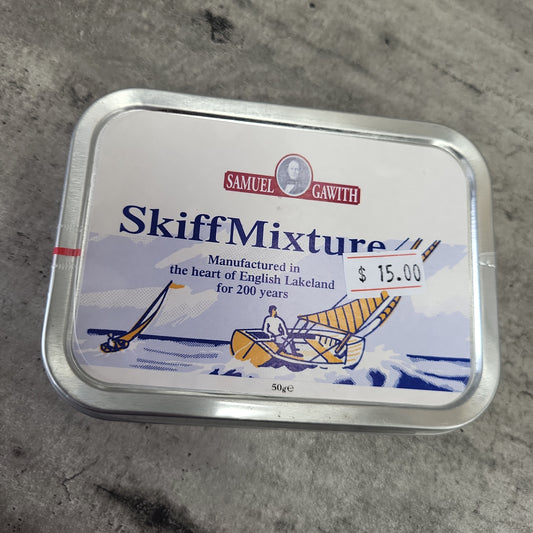 SAMUEL GAWITH
SkiffMixture
Manufactured in
the heart of English Lakeland
for 200 years
$ 15.00
50g℮